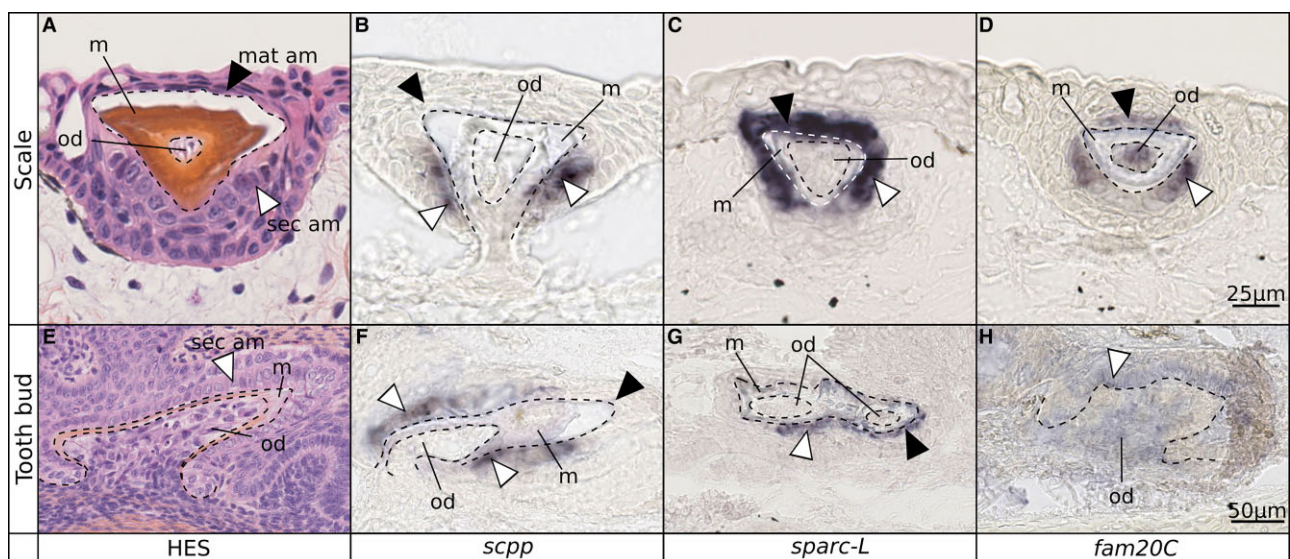 Scale
A
m
mat am
od
sec am
B
od
m
C
od
m
D
m
od
25µm
Tooth bud
E
sec am
m
od
F
od
m
G
m
od
H
od
50µm
HES
scpp
sparc-L
fam20C